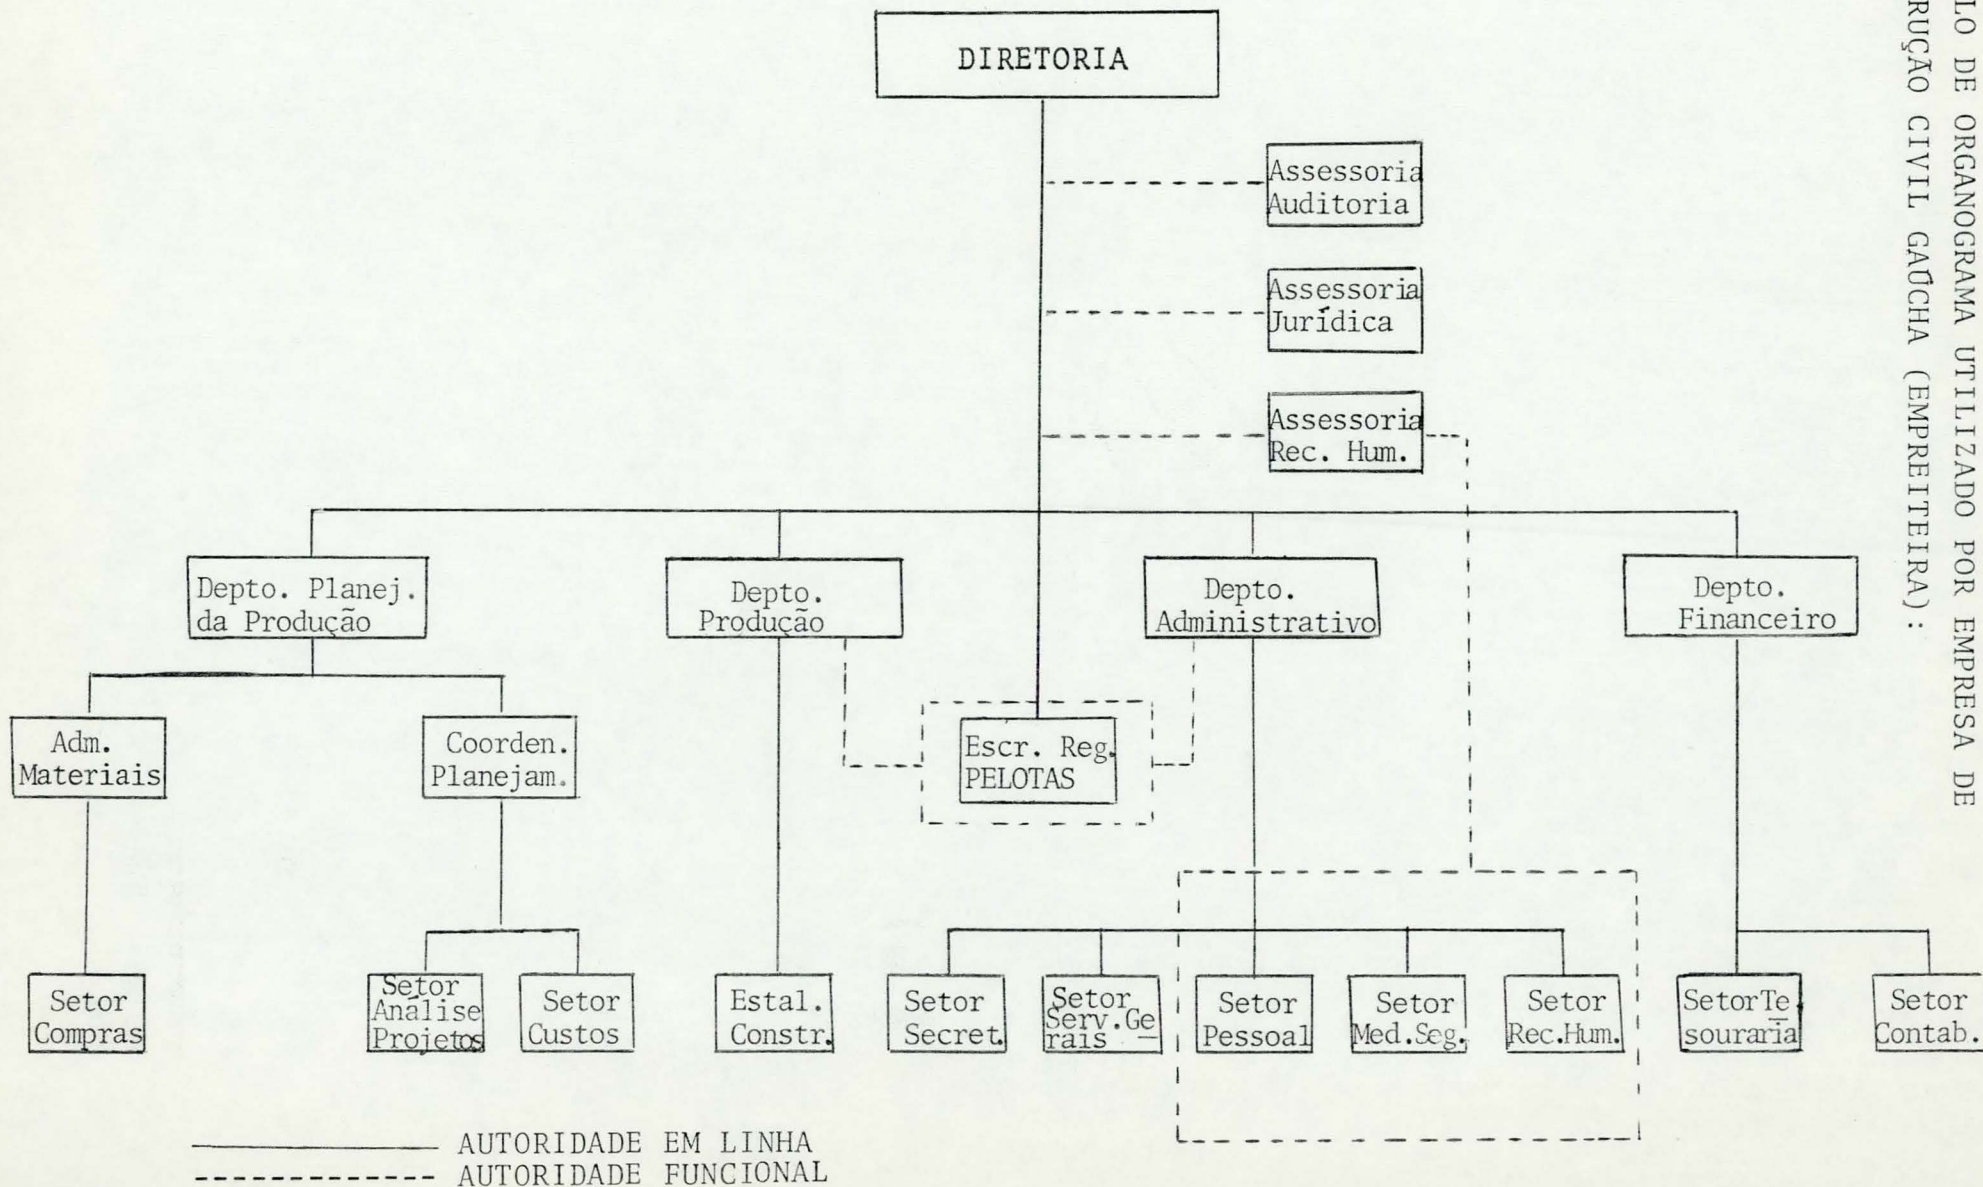 LO DE ORGANOGRAMA UTILIZADO POR EMPRESA DE
RUÇÃO CIVIL GAÚCHA (EMPREITEIRA):
DIRETORIA
Assessoria
Auditoria
Assessoria
Jurídica
Assessoria
Rec. Hum.
Depto. Planej.
da Produção
Depto.
Produção
Depto.
Administrativo
Depto.
Financeiro
Adm.
Materiais
Coorden.
Planejam.
Escr. Reg.
PELOTAS
Setor
Compras
Setor
Análise
Projetos
Setor
Custos
Estal.
Constr.
Setor
Secret.
Setor
Serv.Ge
rais
Setor
Pessoal
Setor
Med.Seg.
Setor
Rec.Hum.
SetorTe
souraria
Setor
Contab.
AUTORIDADE EM LINHA
AUTORIDADE FUNCIONAL